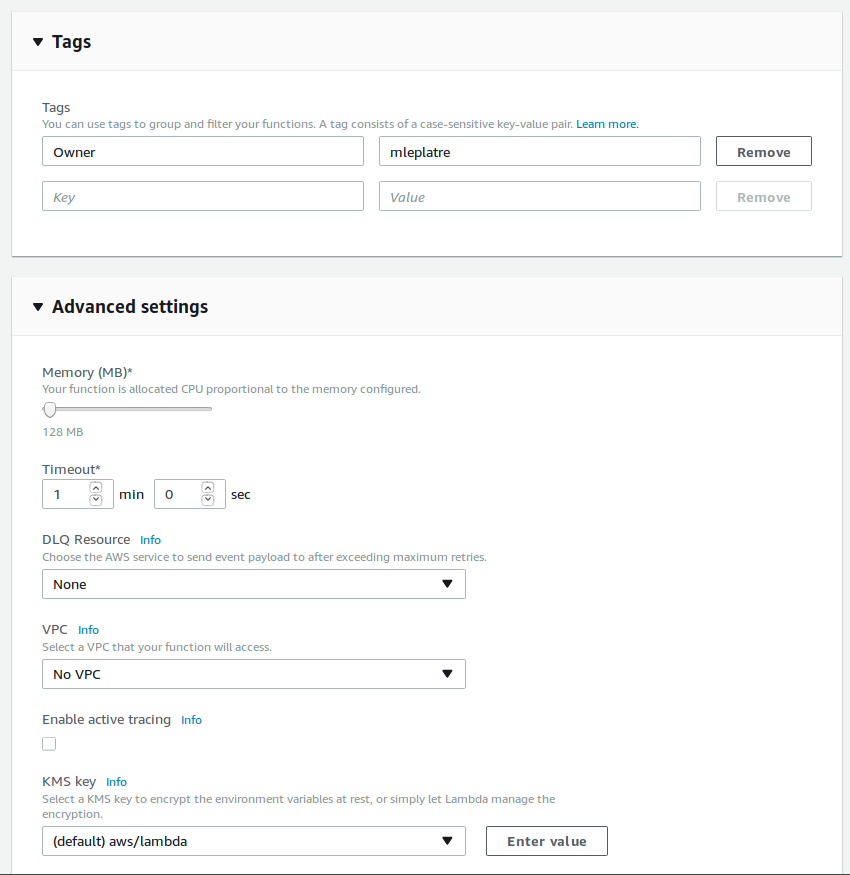 Tags
Tags
You can use tags to group and filter your functions. A tag consists of a case-sensitive key-value pair. Learn more.
Owner mleplatre Remove
Key Value Remove
Advanced settings
Memory (MB)*
Your function is allocated CPU proportional to the memory configured.
128 MB
Timeout*
1 min 0 sec
DLQ Resource Info
Choose the AWS service to send event payload to after exceeding maximum retries.
None
VPC Info
Select a VPC that your function will access.
No VPC
Enable active tracing Info
KMS key Info
Select a KMS key to encrypt the environment variables at rest, or simply let Lambda manage the
encryption.
(default) aws/lambda Enter value